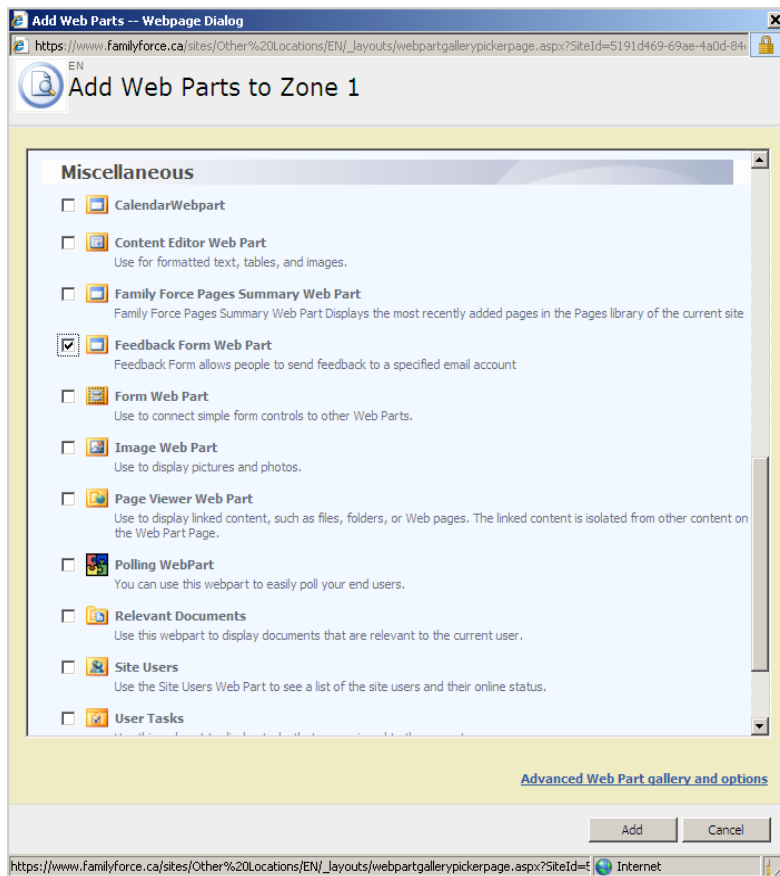 Add Web Parts -- Webpage Dialog
https://www.familyforce.ca/sites/Other%20Locations/EN/_layouts/webpartgallerypickerpage.aspx?SiteId=5191d469-69ae-4a0d-84
EN
Add Web Parts to Zone 1
Miscellaneous
CalendarWebpart
Content Editor Web Part
Use for formatted text, tables, and images.
Family Force Pages Summary Web Part
Family Force Pages Summary Web Part Displays the most recently added pages in the Pages library of the current site
Feedback Form Web Part
Feedback Form allows people to send feedback to a specified email account
Form Web Part
Use to connect simple form controls to other Web Parts.
Image Web Part
Use to display pictures and photos.
Page Viewer Web Part
Use to display linked content, such as files, folders, or Web pages. The linked content is isolated from other content on
the Web Part Page.
Polling WebPart
You can use this webpart to easily poll your end users.
Relevant Documents
Use this webpart to display documents that are relevant to the current user.
Site Users
Use the Site Users Web Part to see a list of the site users and their online status.
User Tasks
Advanced Web Part gallery and options
Add Cancel
https://www.familyforce.ca/sites/Other%20Locations/EN/_layouts/webpartgallerypickerpage.aspx?SiteId= Internet